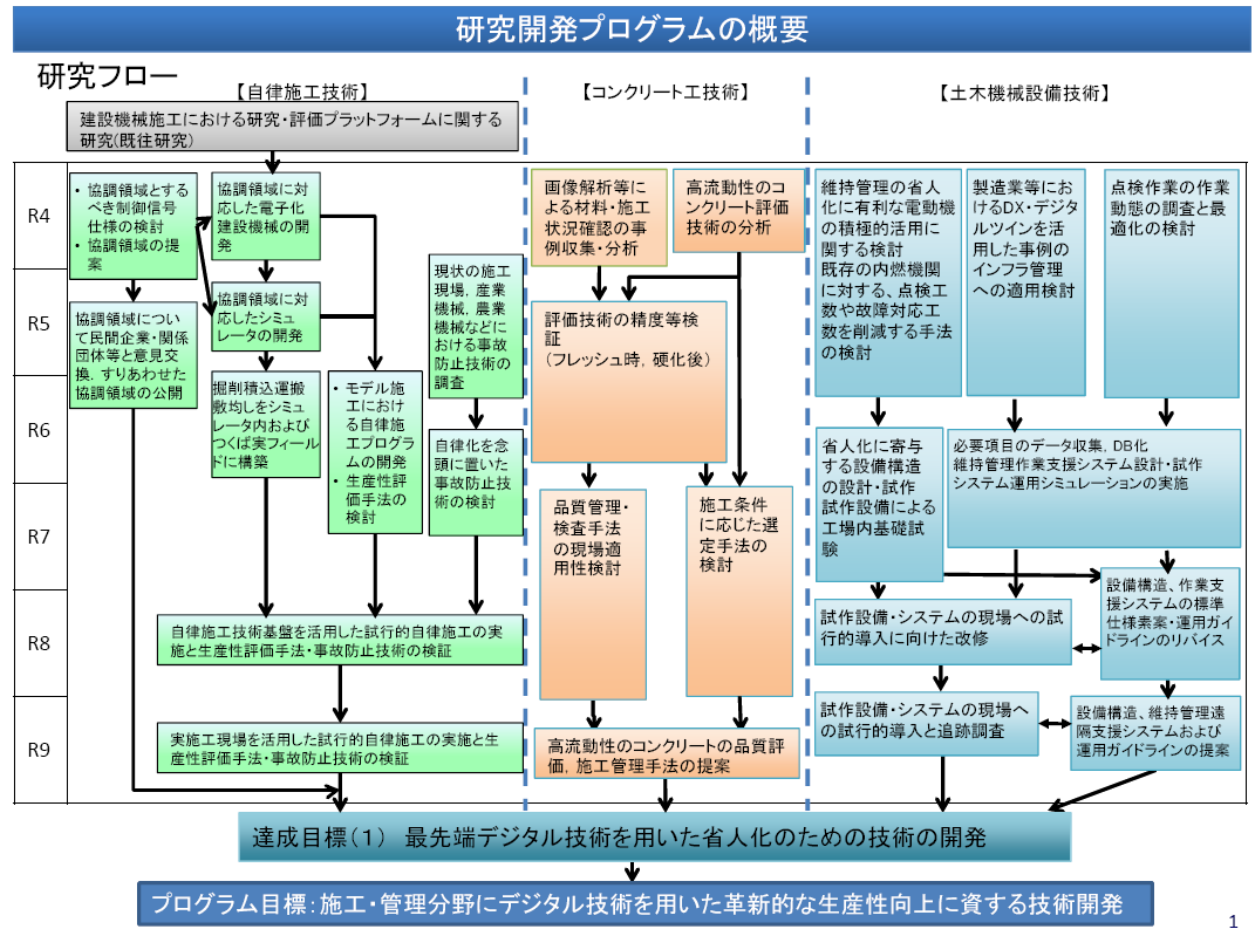 研究開発プログラムの概要
研究フロー
【自律施工技術】
【コンクリート工技術】
【土木機械設備技術】
建設機械施工における研究・評価プラットフォームに関する
研究(既往研究)
R4
R5
R6
R7
R8
R9
• 協調領域とする
べき制御信号
仕様の検討
• 協調領域の提
案
協調領域に対
応した電子化
建設機械の開
発
協調領域に対
応したシミュ
レータの開発
協調領域につい
て民間企業・関係
団体等と意見交
換．すりあわせた
協調領域の公開
掘削積込運搬
敷均しをシミュ
レータ内および
つくば実フィール
ドに構築
• モデル施
工における
自律施
工プログラ
ムの開発
• 生産性評
価手法の
検討
現状の施工
現場，産業
機械，農業
機械などに
おける事故
防止技術の
調査
自律化を念
頭に置いた
事故防止技
術の検討
自律施工技術基盤を活用した試行的自律施工の実
施と生産性評価手法・事故防止技術の検証
実施工現場を活用した試行的自律施工の実施と生
産性評価手法・事故防止技術の検証
画像解析等に
よる材料・施工
状況確認の事
例収集・分析
高流動性のコ
ンクリート評価
技術の分析
評価技術の精度等検
証
（フレッシュ時，硬化後）
品質管理・
検査手法
の現場適
用性検討
施工条件
に応じた選
定手法の
検討
高流動性のコンクリートの品質評
価，施工管理手法の提案
維持管理の省人
化に有利な電動機
の積極的活用に
関する検討
既存の内燃機関
に対する、点検工
数や故障対応工
数を削減する手法
の検討
製造業等にお
けるDX・デジタ
ルツインを活
用した事例の
インフラ管理
への適用検討
点検作業の作業
動態の調査と最
適化の検討
省人化に寄与
する設備構造
の設計・試作
試作設備による
工場内基礎試
験
必要項目のデータ収集，DB化
維持管理作業支援システム設計・試作
システム運用シミュレーションの実施
試作設備・システムの現場への試
行的導入に向けた改修
設備構造、作業支
援システムの標準
仕様素案・運用ガイ
ドラインのリバイス
試作設備・システムの現場へ
の試行的導入と追跡調査
設備構造、維持管理遠
隔支援システムおよび
運用ガイドラインの提案
達成目標（１）　最先端デジタル技術を用いた省人化のための技術の開発
プログラム目標：施工・管理分野にデジタル技術を用いた革新的な生産性向上に資する技術開発
1